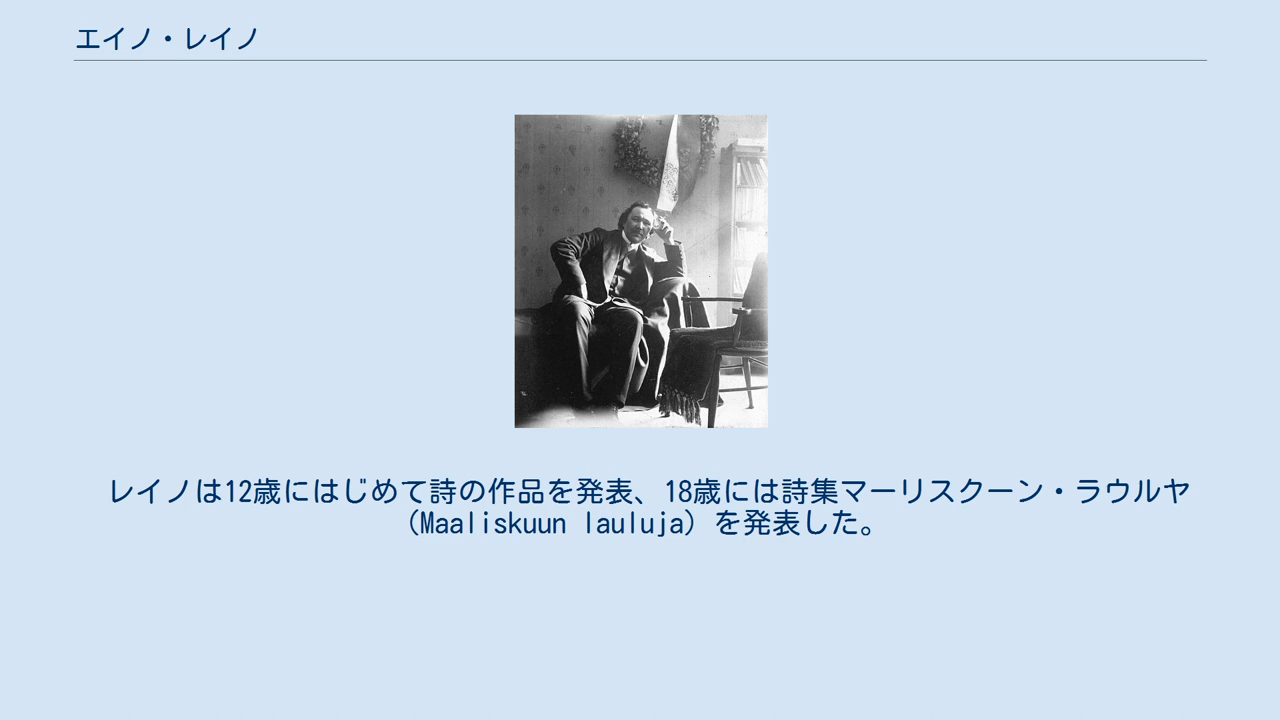 エイノ・レイノ
レイノは12歳にはじめて詩の作品を発表、18歳には詩集マーリスクーン・ラウルヤ
（Maaliskuun lauluja）を発表した。